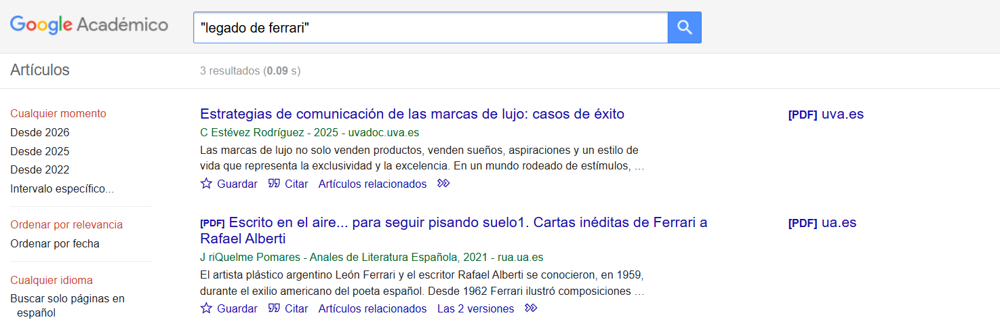 Google Académico
"legado de ferrari"
Artículos
3 resultados (0.09 s)
Cualquier momento
Desde 2026
Desde 2025
Desde 2022
Intervalo específico...
Ordenar por relevancia
Ordenar por fecha
Cualquier idioma
Buscar solo páginas en
español
Estrategias de comunicación de las marcas de lujo: casos de éxito
C Estévez Rodríguez - 2025 - uvadoc.uva.es
Las marcas de lujo no solo venden productos, venden sueños, aspiraciones y un estilo de
vida que representa la exclusividad y la excelencia. En un mundo rodeado de estímulos, …
Guardar Citar Artículos relacionados
[PDF] uva.es
[PDF] Escrito en el aire... para seguir pisando suelo1. Cartas inéditas de Ferrari a
Rafael Alberti
J riQuelme Pomares - Anales de Literatura Española, 2021 - rua.ua.es
El artista plástico argentino León Ferrari y el escritor Rafael Alberti se conocieron, en 1959,
durante el exilio americano del poeta español. Desde 1962 Ferrari ilustró composiciones …
Guardar Citar Artículos relacionados Las 2 versiones
[PDF] ua.es